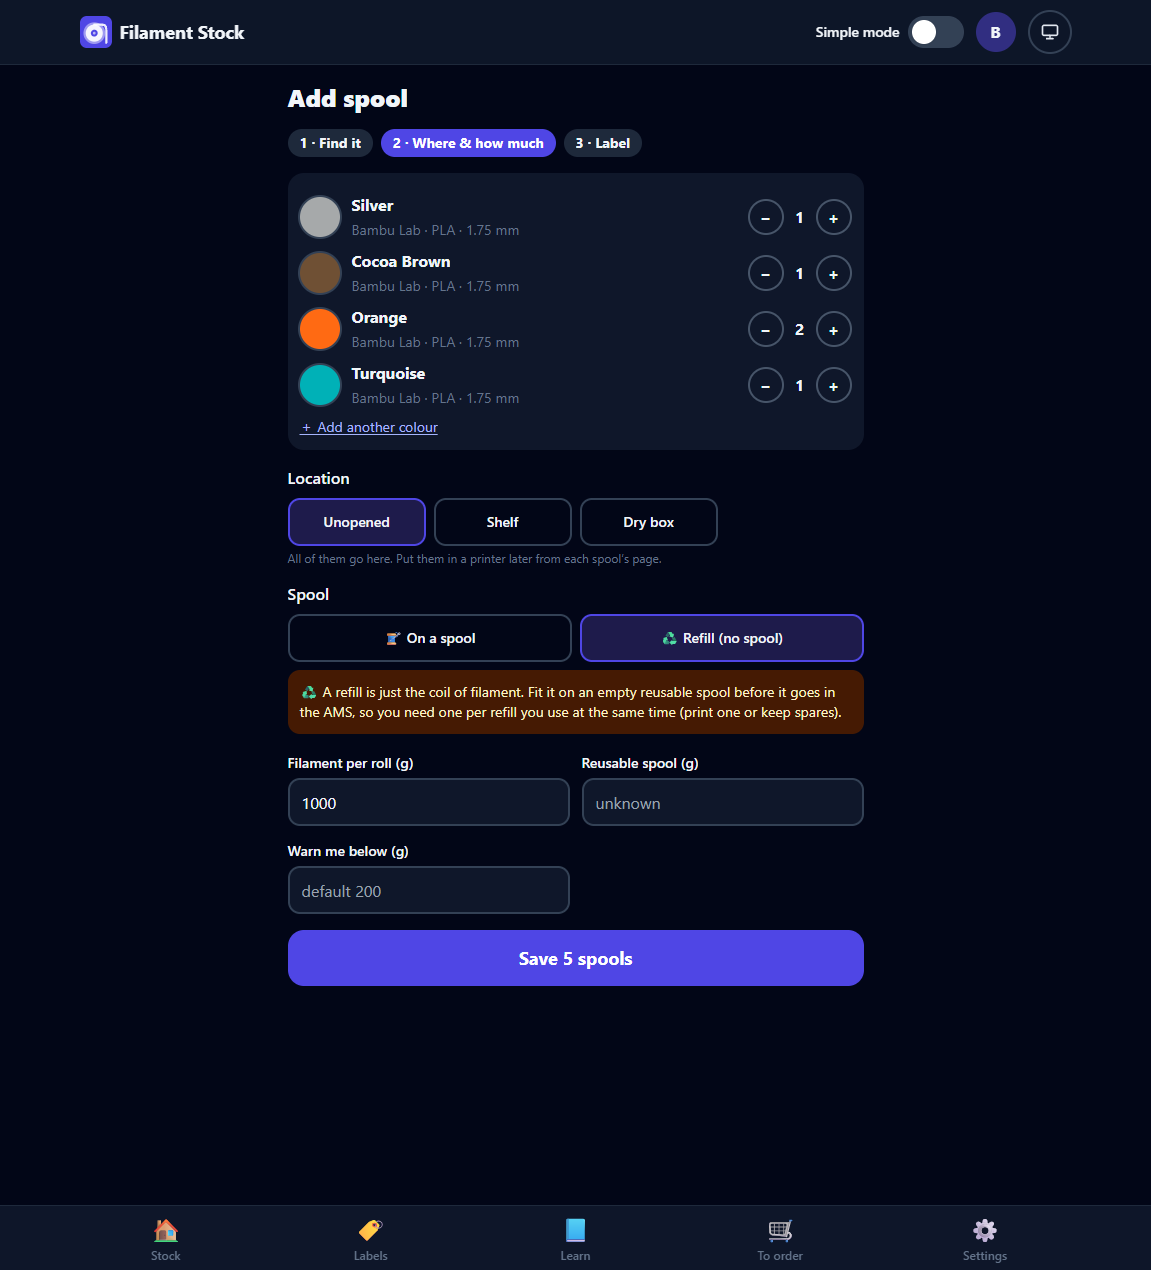 Filament Stock
Simple mode
B
Add spool
1 · Find it
2 · Where & how much
3 · Label
Silver
Bambu Lab · PLA · 1.75 mm
− 1 +
Cocoa Brown
Bambu Lab · PLA · 1.75 mm
− 1 +
Orange
Bambu Lab · PLA · 1.75 mm
− 2 +
Turquoise
Bambu Lab · PLA · 1.75 mm
− 1 +
+ Add another colour
Location
Unopened
Shelf
Dry box
All of them go here. Put them in a printer later from each spool's page.
Spool
On a spool
Refill (no spool)
A refill is just the coil of filament. Fit it on an empty reusable spool before it goes in
the AMS, so you need one per refill you use at the same time (print one or keep spares).
Filament per roll (g)
1000
Reusable spool (g)
unknown
Warn me below (g)
default 200
Save 5 spools
Stock
Labels
Learn
To order
Settings